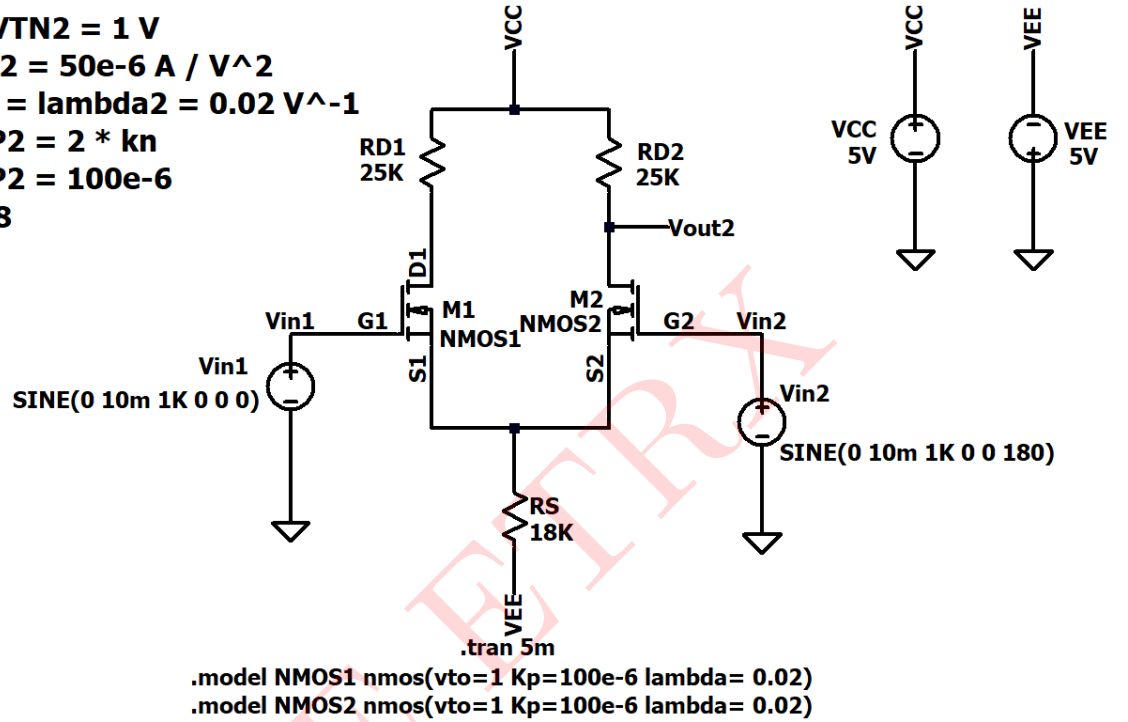 VTN2 = 1 V
2 = 50e-6 A / V^2
= lambda2 = 0.02 V^-1
P2 = 2 * kn
P2 = 100e-6
8
VCC
RD1
25K
RD2
25K
Vout2
D1
M1
NMOS1
M2
NMOS2
Vin1
G1
G2
Vin2
S1
S2
Vin1
SINE(0 10m 1K 0 0 0)
Vin2
SINE(0 10m 1K 0 0 180)
RS
18K
VEE
VCC
VCC
5V
VEE
VEE
5V
.tran 5m
.model NMOS1 nmos(vto=1 Kp=100e-6 lambda= 0.02)
.model NMOS2 nmos(vto=1 Kp=100e-6 lambda= 0.02)
ETRX